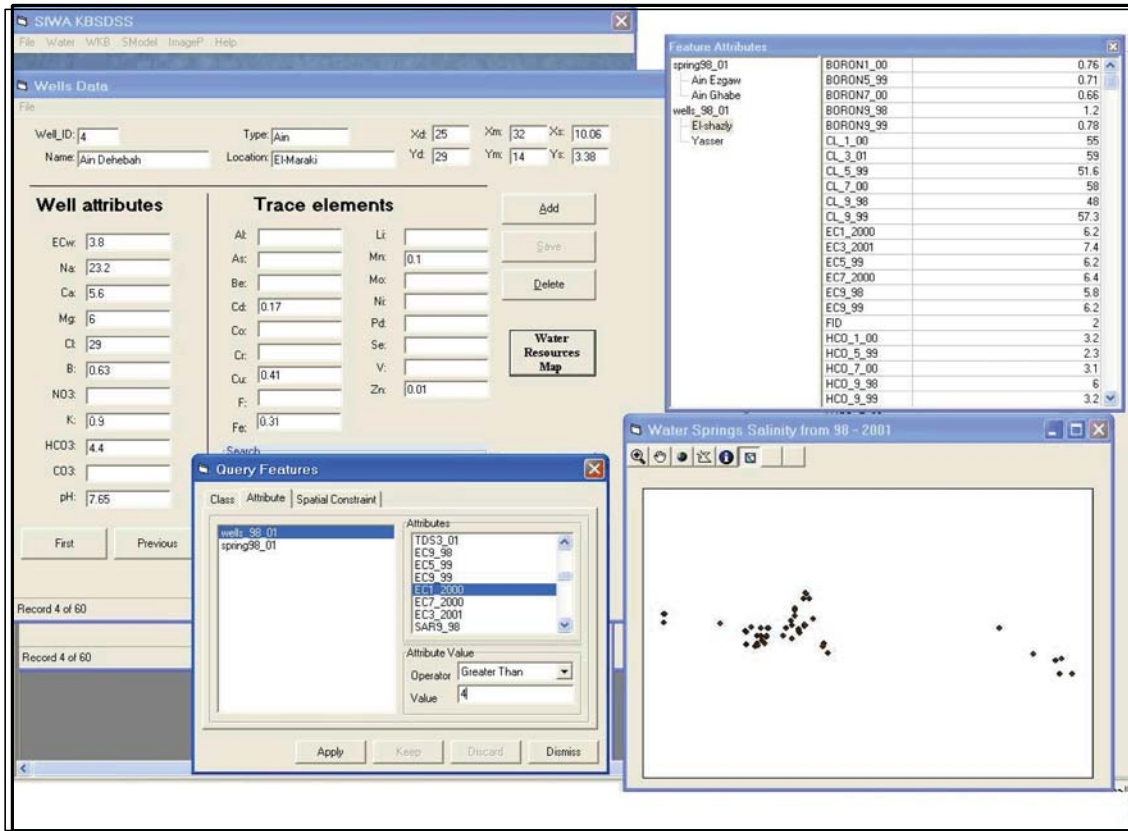 SIWA KBSDSS
File Water WKB SModel ImageP Help
Wells Data
File
Well_ID: 4 Type: Ain Xd: 25 Xm: 32 Xs: 10.06
Name: Ain Dehebah Location: El-Maraki Yd: 29 Ym: 14 Ys: 3.38
Well attributes
ECw: 3.8
Na: 23.2
Ca: 5.6
Mg: 6
Cl: 29
B: 0.63
NO3:
K: 0.9
HCO3: 4.4
CO3:
pH: 7.65
Trace elements
Al:
As:
Be:
Cd: 0.17
Co:
Cr:
Cu: 0.41
F:
Fe: 0.31
Li:
Mn: 0.1
Mo:
Ni:
Pd:
Se:
V:
Zn: 0.01
Add
Save
Delete
Water
Resources
Map
Search
First Previous
Record 4 of 60
Record 4 of 60
Query Features
Class Attribute Spatial Constraint
wells_98_01
spring98_01
Attributes
TDS3_01
EC9_98
EC5_99
EC9_99
EC1_2000
EC7_2000
EC3_2001
SAR9_98
Attribute Value
Operator Greater Than
Value 4
Apply Keep Discard Dismiss
Feature Attributes
spring98_01
Ain Ezgaw
Ain Ghabe
wells_98_01
El-shazly
Yasser
BORON1_00 0.76
BORON5_99 0.71
BORON7_00 0.66
BORON9_98 1.2
BORON9_99 0.78
CL_1_00 55
CL_3_01 59
CL_5_99 51.6
CL_7_00 58
CL_9_98 48
CL_9_99 57.3
EC1_2000 6.2
EC3_2001 7.4
EC5_99 6.2
EC7_2000 6.4
EC9_98 5.8
EC9_99 6.2
FID 2
HCO_1_00 3.2
HCO_5_99 2.3
HCO_7_00 3.1
HCO_9_98 6
HCO_9_99 3.2
Water Springs Salinity from 98 - 2001